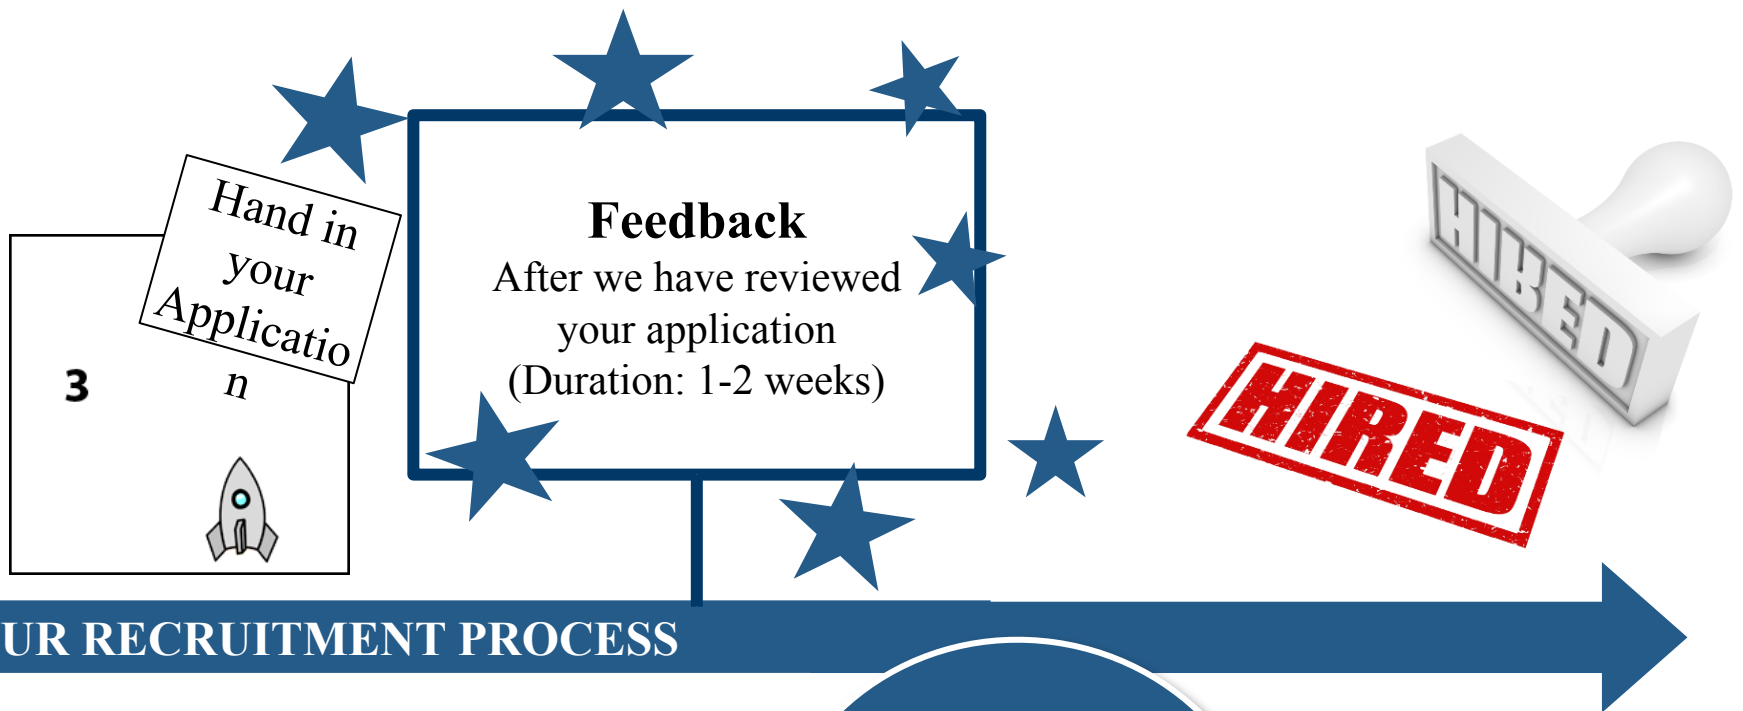 Hand in
your
Applicatio
n
3
Feedback
After we have reviewed
your application
(Duration: 1-2 weeks)
HIRED
HIRED
UR RECRUITMENT PROCESS